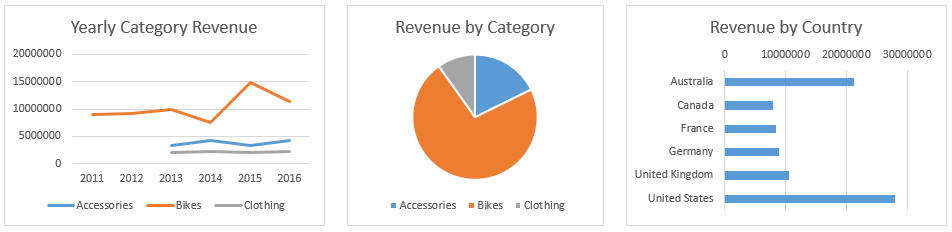 Yearly Category Revenue
20000000
15000000
10000000
5000000
0
2011 2012 2013 2014 2015 2016
Accessories Bikes Clothing
Revenue by Category
Accessories Bikes Clothing
Revenue by Country
0 10000000 20000000 30000000
Australia
Canada
France
Germany
United Kingdom
United States